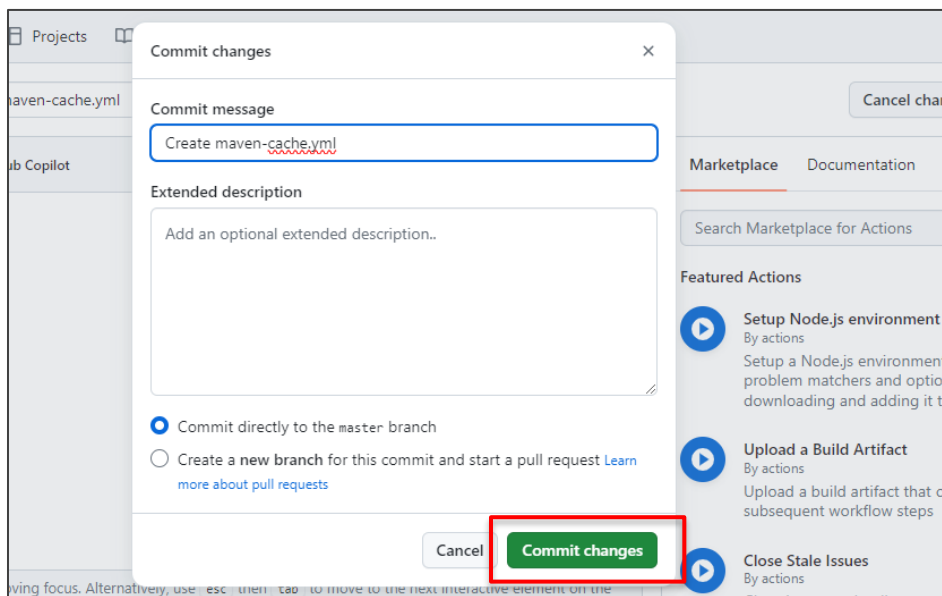 Projects
Commit changes
maven-cache.yml
Cancel
Commit message
Create maven-cache.yml
Copilot
Marketplace Documentation
Extended description
Add an optional extended description..
Search Marketplace for Actions
Featured Actions
Setup Node.js environment
By actions
Setup a Node.js
problem matchers and
downloading and adding it
Commit directly to the master branch
Create a new branch for this commit and start a pull request Learn
more about pull requests
Upload a Build Artifact
By actions
Upload a build artifact that
subsequent workflow steps
Cancel Commit changes
Close Stale Issues
By actions
focus. Alternatively, use esc then tab to move to the next interactive element on the